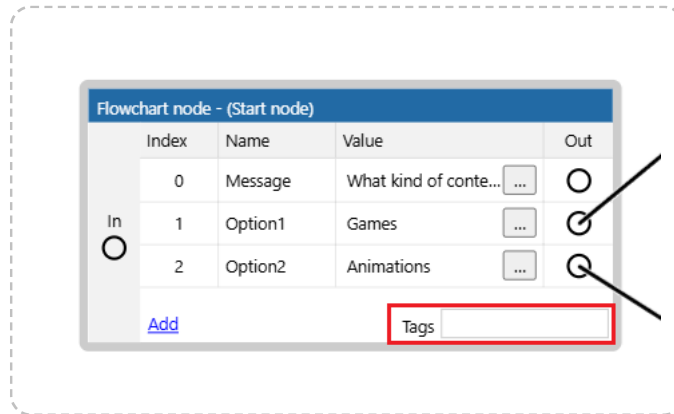 Flowchart node - (Start node)
Index Name Value Out
0 Message What kind of conte... ...
In
1 Option1 Games ...
2 Option2 Animations ...
Add Tags